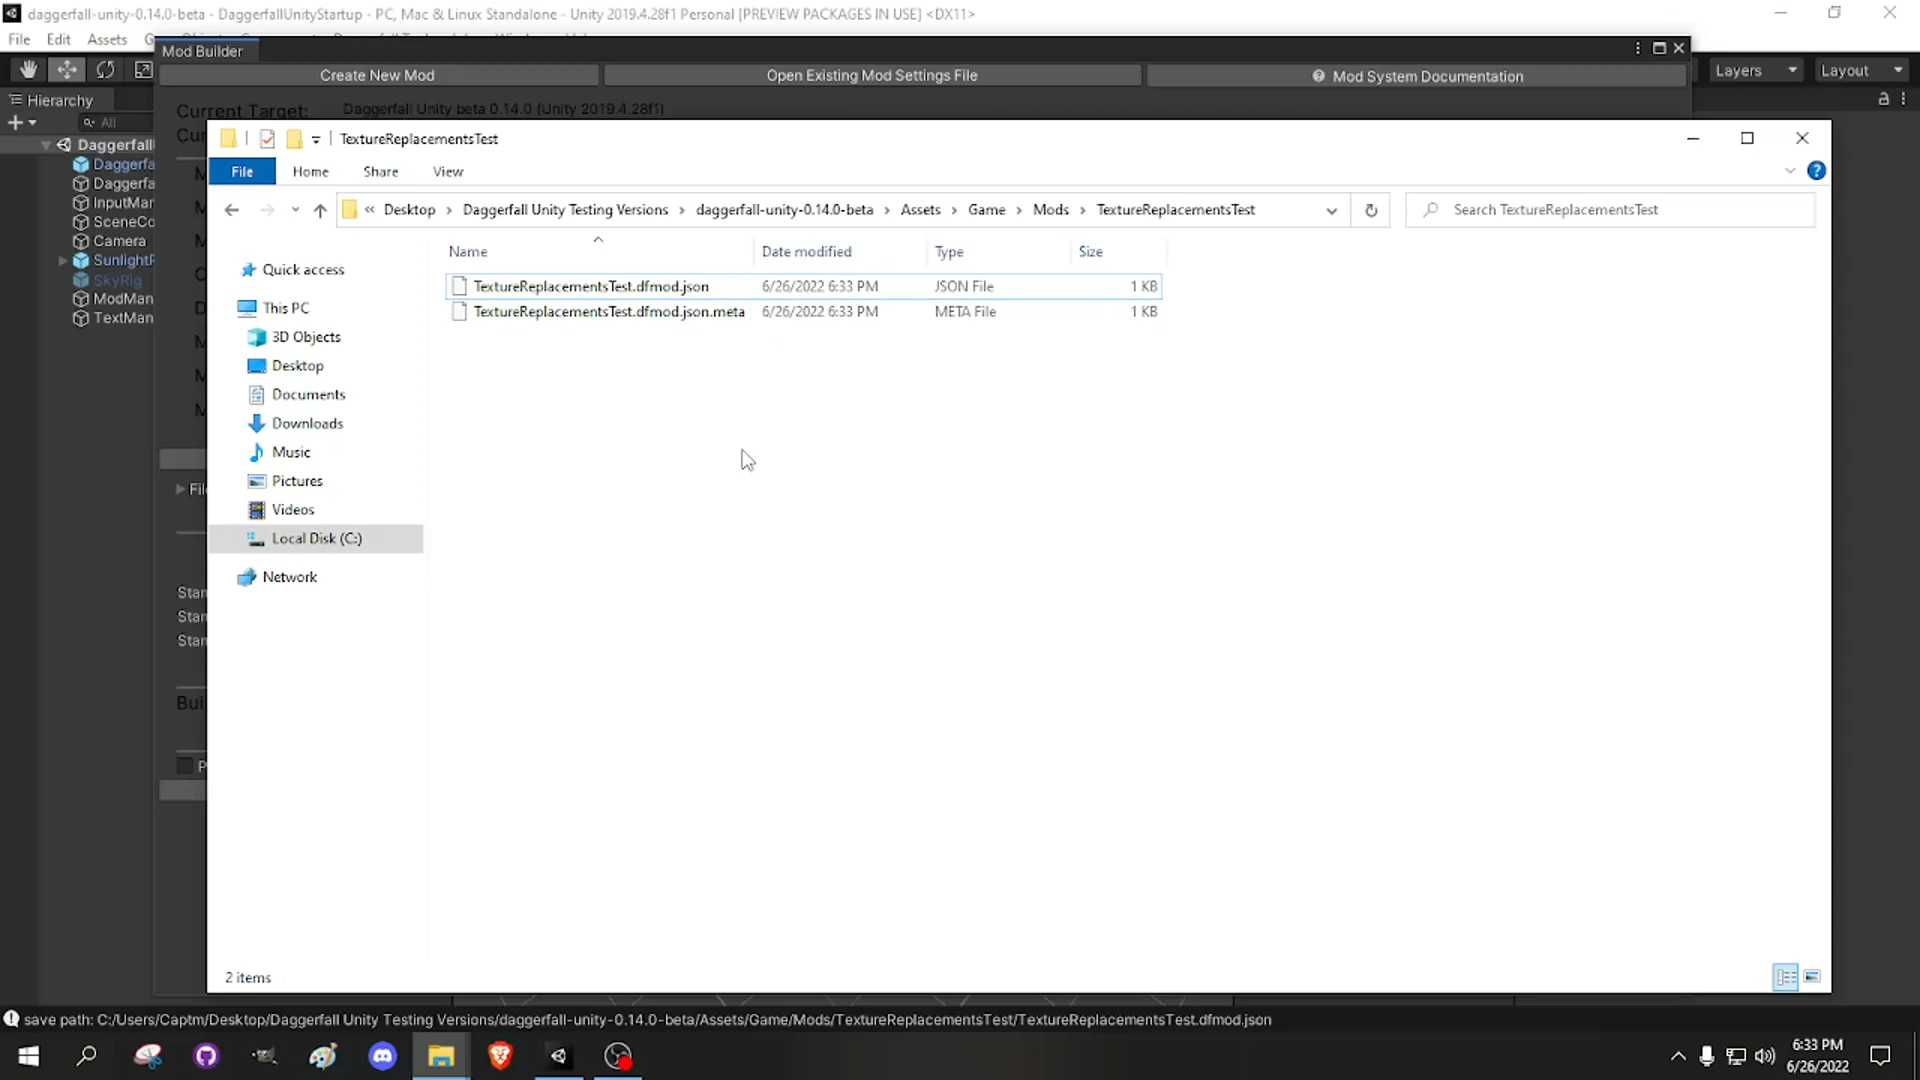 daggerfall-unity-0.14.0-beta - DaggerfallUnityStartup - PC, Mac & Linux Standalone - Unity 2019.4.28f1 Personal [PREVIEW PACKAGES IN USE] <DX11>
File Edit Assets
Mod Builder
Create New Mod Open Existing Mod Settings File Mod System Documentation
Layers Layout
Hierarchy
All
Current Target: Daggerfall Unity beta 0.14.0 (Unity 2019.4.28f1)
TextureReplacementsTest
File Home Share View
« Desktop > Daggerfall Unity Testing Versions > daggerfall-unity-0.14.0-beta > Assets > Game > Mods > TextureReplacementsTest
Search TextureReplacementsTest
Name Date modified Type Size
TextureReplacementsTest.dfmod.json 6/26/2022 6:33 PM JSON File 1 KB
TextureReplacementsTest.dfmod.json.meta 6/26/2022 6:33 PM META File 1 KB
Quick access
This PC
3D Objects
Desktop
Documents
Downloads
Music
Pictures
Videos
Local Disk (C:)
Network
Daggerfall
Daggerfa
Daggerfa
InputMan
SceneCo
Camera
SunlightR
SkyRig
ModMan
TextMan
File
Star
Star
Star
Buil
2 items
save path: C:/Users/Captm/Desktop/Daggerfall Unity Testing Versions/daggerfall-unity-0.14.0-beta/Assets/Game/Mods/TextureReplacementsTest/TextureReplacementsTest.dfmod.json
6:33 PM
6/26/2022